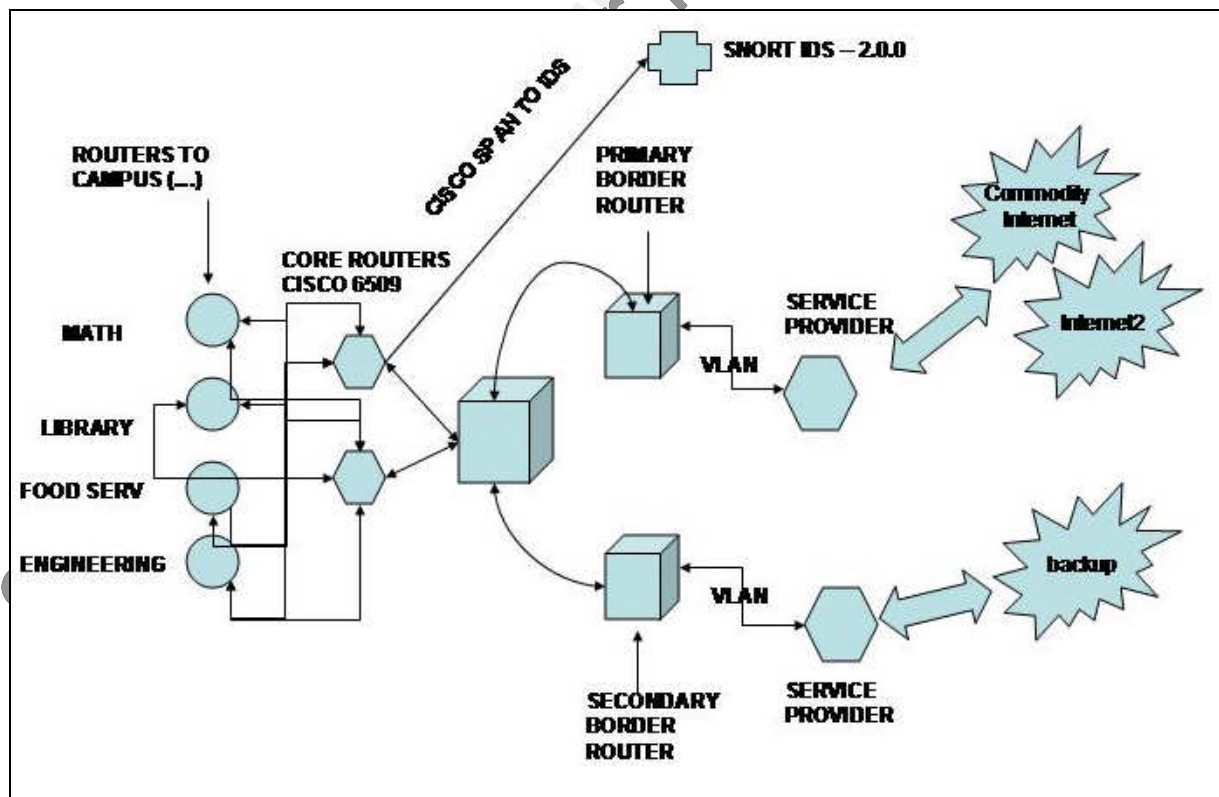 SNORT IDS – 2.0.0
CISCO SPAN TO IDS
ROUTERS TO
CAMPUS (....)
PRIMARY
BORDER
ROUTER
Commodity
Internet
CORE ROUTERS
CISCO 6509
SERVICE
PROVIDER
Internet2
MATH
VLAN
LIBRARY
FOOD SERV
ENGINEERING
backup
VLAN
SECONDARY
BORDER
ROUTER
SERVICE
PROVIDER